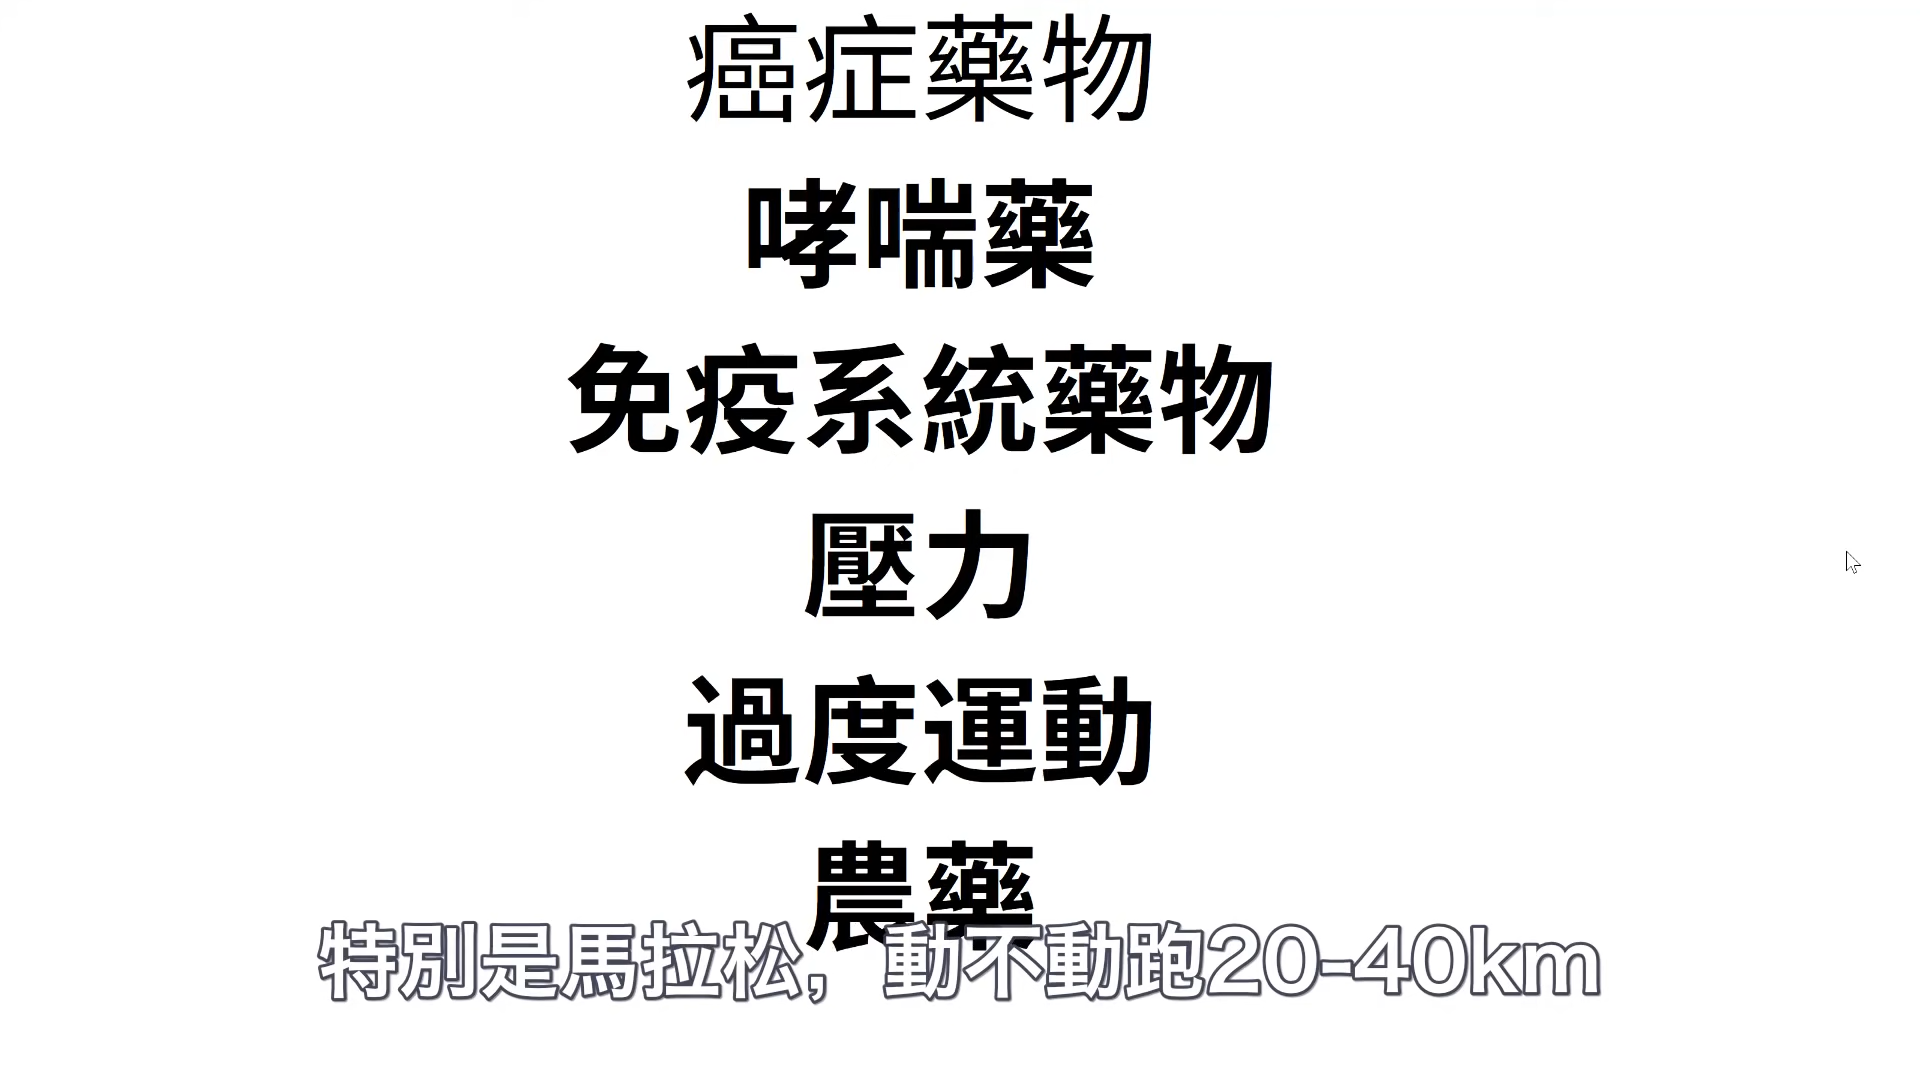 癌症藥物
哮喘藥
免疫系統藥物
壓力
過度運動
農藥
特別是馬拉松，動不動跑20-40km